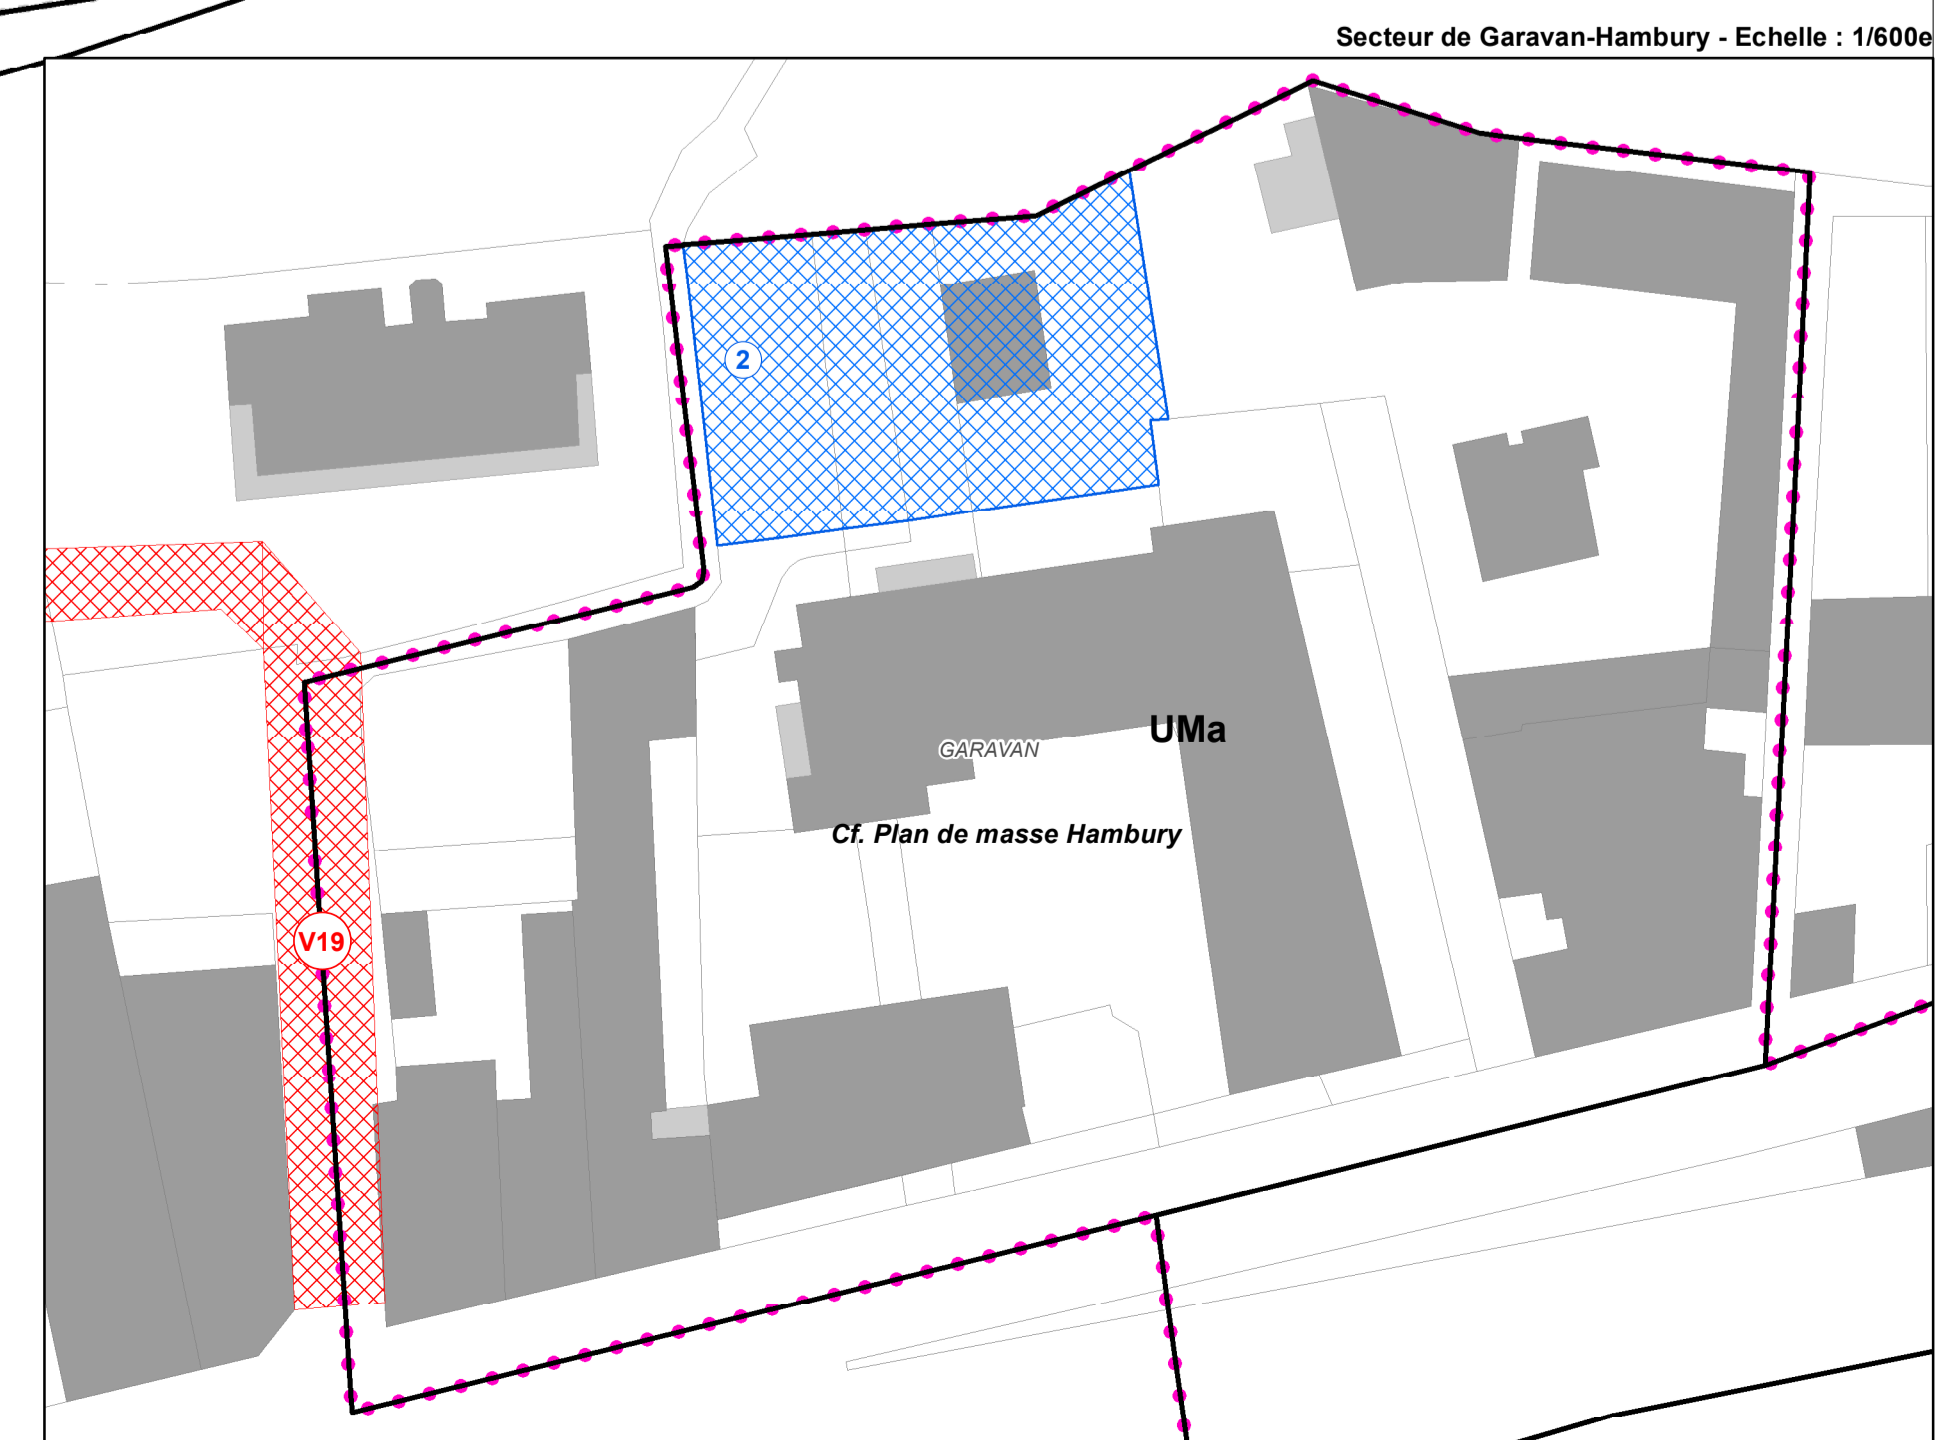 Secteur de Garavan-Hambury - Echelle : 1/600e
2
UMa
GARAVAN
Cf. Plan de masse Hambury
V19